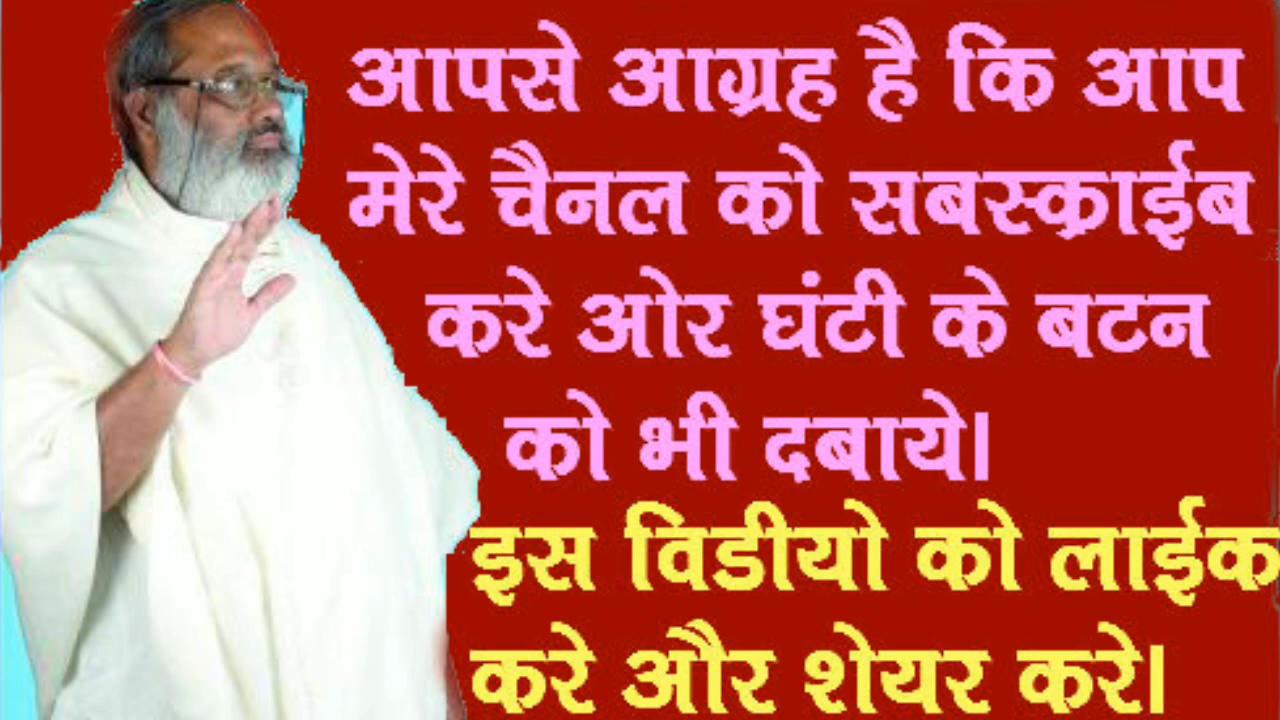 आपसे आग्रह है कि आप
मेरे चैनल को सबस्क्राईब
करे ओर घंटी के बटन
को भी दबाये।
इस विडीयो को लाईक
करे और शेयर करे।